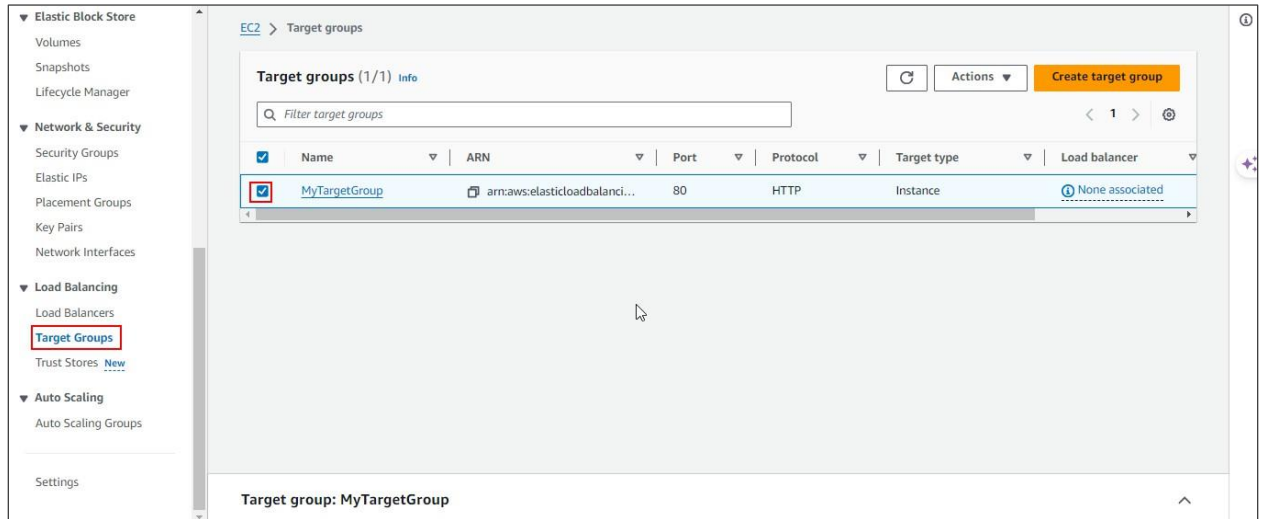 Elastic Block Store
Volumes
Snapshots
Lifecycle Manager
Network & Security
Security Groups
Elastic IPs
Placement Groups
Key Pairs
Network Interfaces
Load Balancing
Load Balancers
Target Groups
Trust Stores New
Auto Scaling
Auto Scaling Groups
Settings
EC2 > Target groups
Target groups (1/1) Info
Actions
Create target group
Filter target groups
1
Name ARN Port Protocol Target type Load balancer
MyTargetGroup arn:aws:elasticloadbalanci... 80 HTTP Instance None associated
Target group: MyTargetGroup